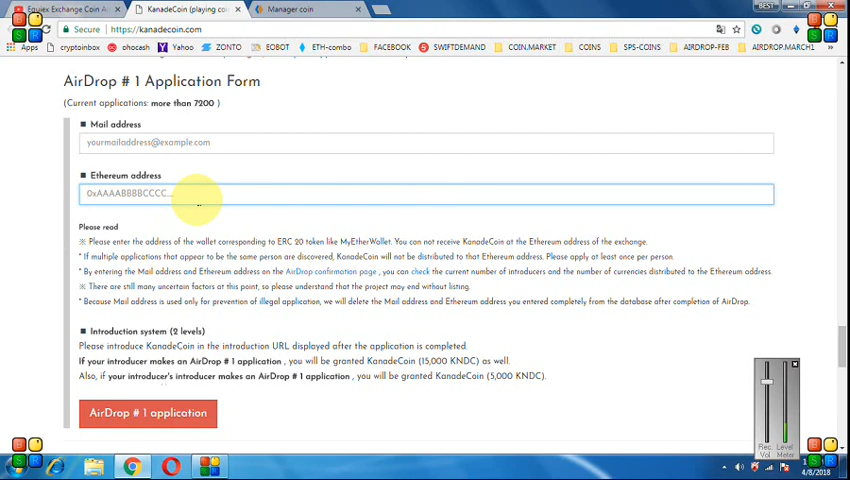 Equiex Exchange Coin A
KanadeCoin (playing co
Manager coin
BEST
Secure
https://kanadecoin.com
Apps
cryptoinbox
ohocash
Yahoo
ZONTO
EOBOT
ETH-combo
FACEBOOK
SWIFTDEMAND
COIN.MARKET
COINS
SPS-COINS
AIRDROP-FEB
AIRDROP.MARCH1
AirDrop # 1 Application Form
(Current applications: more than 7200 )
■ Mail address
yourmailaddress@example.com
■ Ethereum address
0xAAAABBBBCCCC...
Please read
※ Please enter the address of the wallet corresponding to ERC 20 token like MyEtherWallet. You can not receive KanadeCoin at the Ethereum address of the exchange.
* If multiple applications that appear to be the same person are discovered, KanadeCoin will not be distributed to that Ethereum address. Please apply at least once per person.
* By entering the Mail address and Ethereum address on the AirDrop confirmation page , you can check the current number of introducers and the number of currencies distributed to the Ethereum address.
※ There are still many uncertain factors at this point, so please understand that the project may end without listing.
* Because Mail address is used only for prevention of illegal application, we will delete the Mail address and Ethereum address you entered completely from the database after completion of AirDrop.
■ Introduction system (2 levels)
Please introduce KanadeCoin in the introduction URL displayed after the application is completed.
If your introducer makes an AirDrop # 1 application , you will be granted KanadeCoin (15,000 KNDC) as well.
Also, if your introducer's introducer makes an AirDrop # 1 application , you will be granted KanadeCoin (5,000 KNDC).
AirDrop # 1 application
Rec. Vol
Level Meter
B
S R
4/8/2018